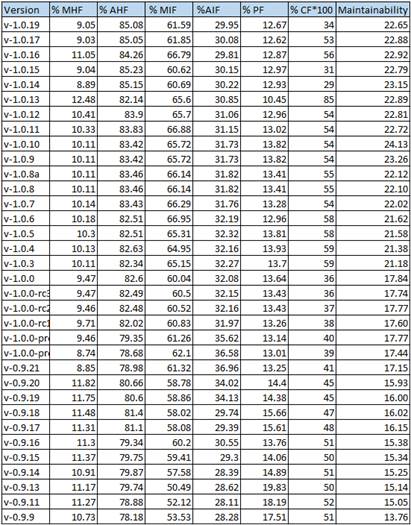 Version % MHF % AHF % MIF %AIF % PF % CF*100 Maintainability
v-1.0.19 9.05 85.08 61.59 29.95 12.67 34 22.65
v-1.0.17 9.03 85.05 61.85 30.08 12.62 53 22.88
v-1.0.16 11.05 84.26 66.79 29.81 12.87 56 22.92
v-1.0.15 9.04 85.23 60.62 30.15 12.97 31 22.79
v-1.0.14 8.89 85.15 60.69 30.22 12.93 29 23.15
v-1.0.13 12.48 82.14 65.6 30.85 10.45 85 22.89
v-1.0.12 10.41 83.9 65.7 31.06 12.96 54 22.81
v-1.0.11 10.33 83.83 66.88 31.15 13.02 54 22.72
v-1.0.10 10.11 83.42 65.72 31.73 13.82 54 24.13
v-1.0.9 10.11 83.42 65.72 31.73 13.82 54 23.26
v-1.0.8a 10.11 83.46 66.14 31.82 13.41 55 22.12
v-1.0.8 10.11 83.46 66.14 31.82 13.41 55 22.10
v-1.0.7 10.14 83.43 66.29 31.76 13.28 54 22.02
v-1.0.6 10.18 82.51 66.95 32.19 12.96 58 21.62
v-1.0.5 10.3 82.51 65.31 32.32 13.81 58 21.58
v-1.0.4 10.13 82.63 64.95 32.16 13.93 59 21.38
v-1.0.3 10.11 82.34 65.15 32.27 13.7 59 21.18
v-1.0.0 9.47 82.6 60.04 32.08 13.64 36 17.84
v-1.0.0-rc3 9.47 82.49 60.5 32.15 13.43 36 17.74
v-1.0.0-rc2 9.46 82.48 60.52 32.16 13.43 37 17.77
v-1.0.0-rc1 9.71 82.02 60.83 31.97 13.26 38 17.60
v-1.0.0-pre 9.46 79.35 61.26 35.62 13.14 40 17.77
v-1.0.0-pre 8.74 78.68 62.1 36.58 13.01 39 17.44
v-0.9.21 8.85 78.98 61.32 36.96 13.25 41 17.15
v-0.9.20 11.82 80.66 58.78 34.02 14.4 45 15.93
v-0.9.19 11.75 80.6 58.86 34.13 14.38 45 16.00
v-0.9.18 11.48 81.4 58.02 29.74 15.66 47 16.02
v-0.9.17 11.31 81.1 58.08 29.39 15.61 48 16.15
v-0.9.16 11.3 79.34 60.2 30.55 13.76 51 15.38
v-0.9.15 11.37 79.75 59.41 29.3 14.06 50 15.34
v-0.9.14 10.91 79.87 57.58 28.39 14.89 51 15.25
v-0.9.13 11.17 79.74 50.49 28.62 19.83 50 15.14
v-0.9.11 11.27 78.88 52.12 28.11 18.19 52 15.05
v-0.9.9 10.73 78.18 53.53 28.28 17.51 51 13.76